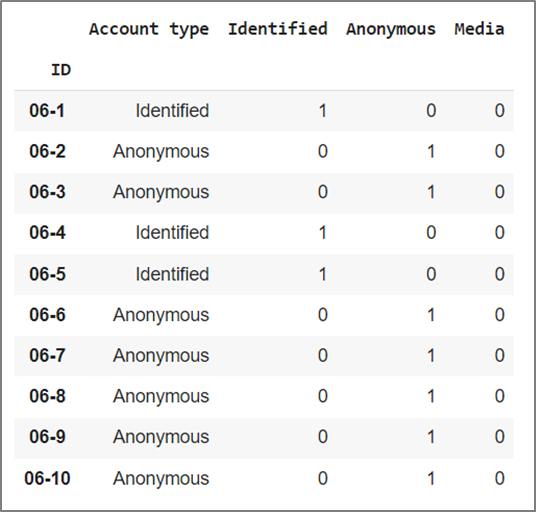 Account type Identified Anonymous Media
ID
06-1 Identified 1 0 0
06-2 Anonymous 0 1 0
06-3 Anonymous 0 1 0
06-4 Identified 1 0 0
06-5 Identified 1 0 0
06-6 Anonymous 0 1 0
06-7 Anonymous 0 1 0
06-8 Anonymous 0 1 0
06-9 Anonymous 0 1 0
06-10 Anonymous 0 1 0